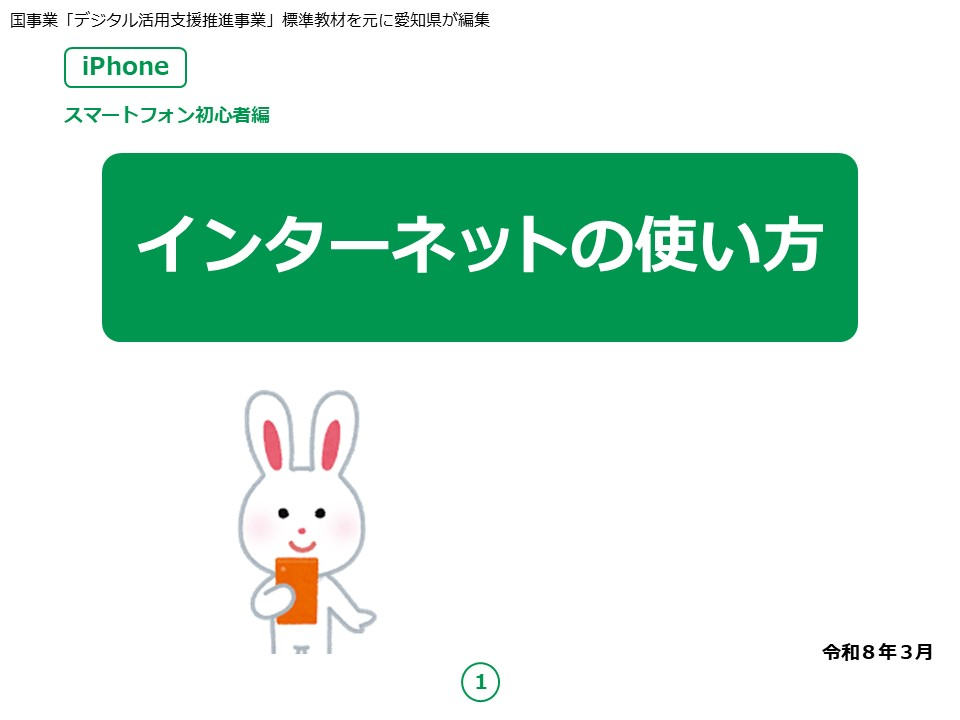 国事業「デジタル活用支援推進事業」標準教材を元に愛知県が編集
iPhone
スマートフォン初心者編
インターネットの使い方
令和８年３月
1